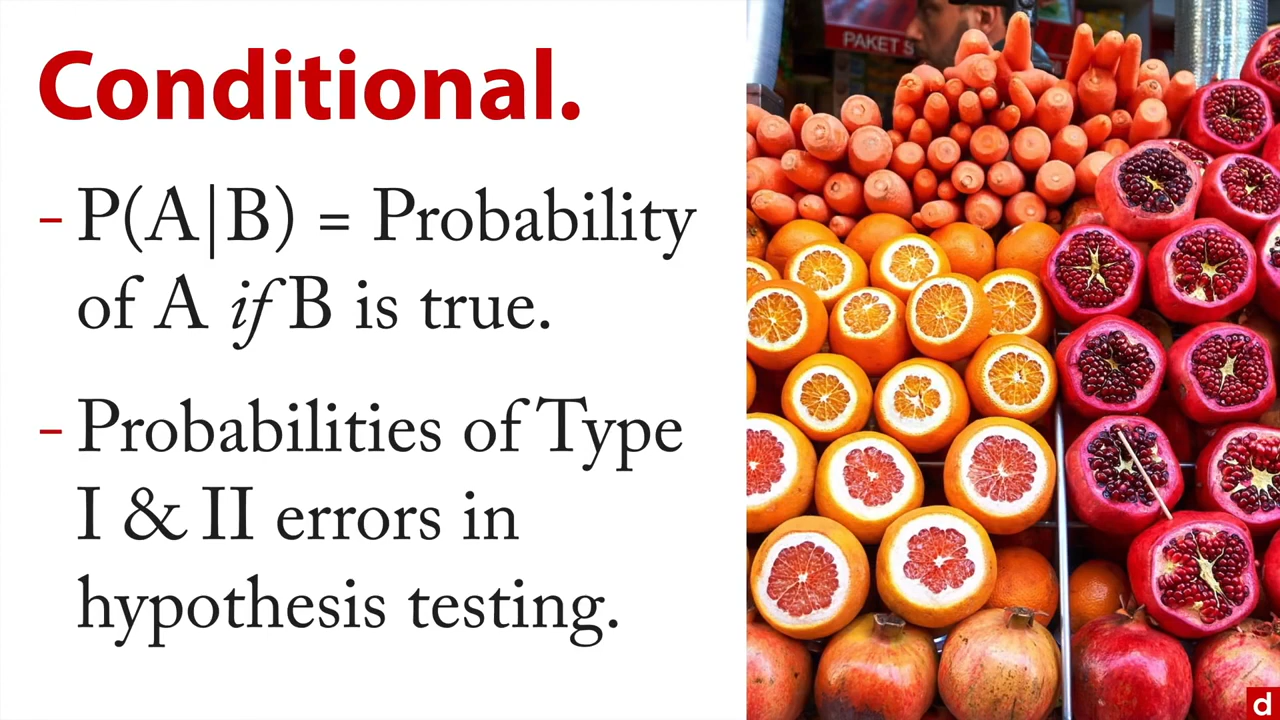 Conditional.
- P(A|B) = Probability
of A if B is true.
- Probabilities of Type
I & II errors in
hypothesis testing.
PAKET S
d